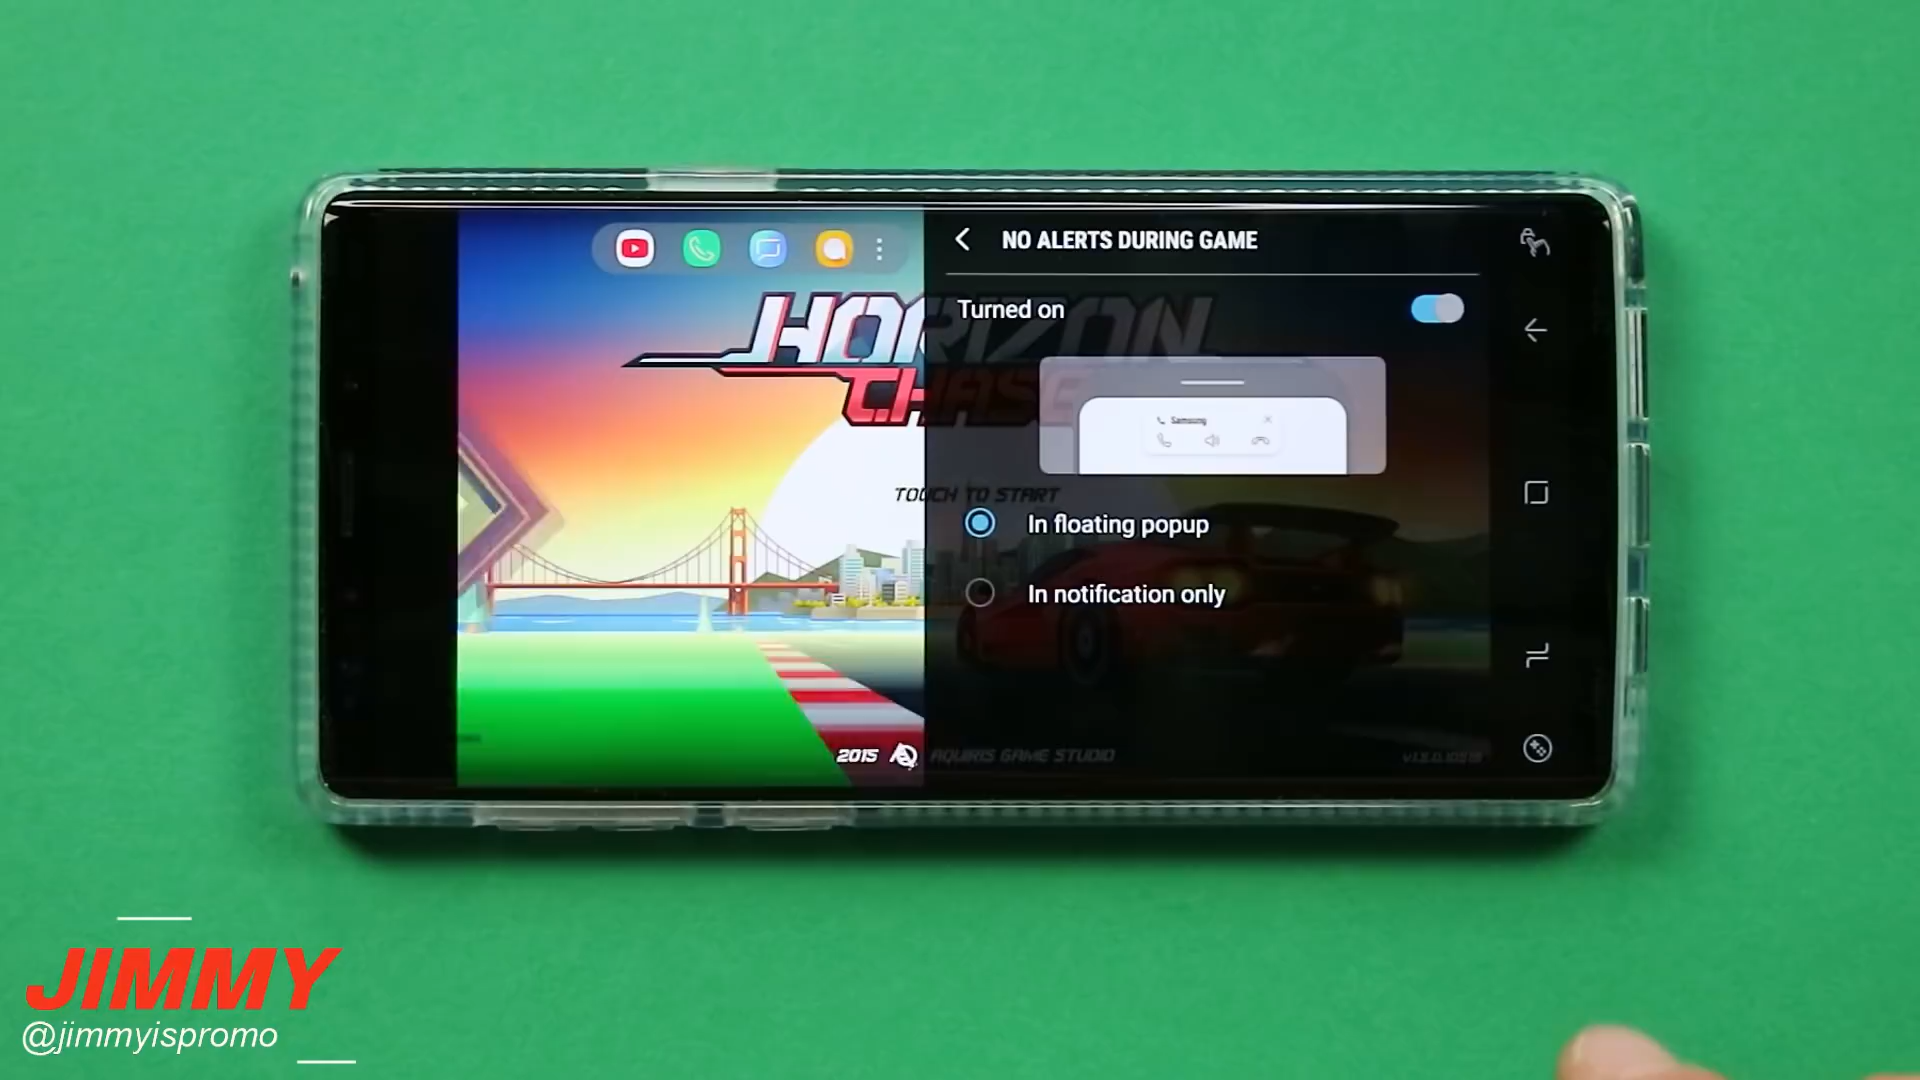 NO ALERTS DURING GAME
Turned on
HORIZON
CHASE
Samsung
TOUCH TO START
In floating popup
In notification only
2015 AQUIRIS GAME STUDIO
JIMMY
@jimmyispromo